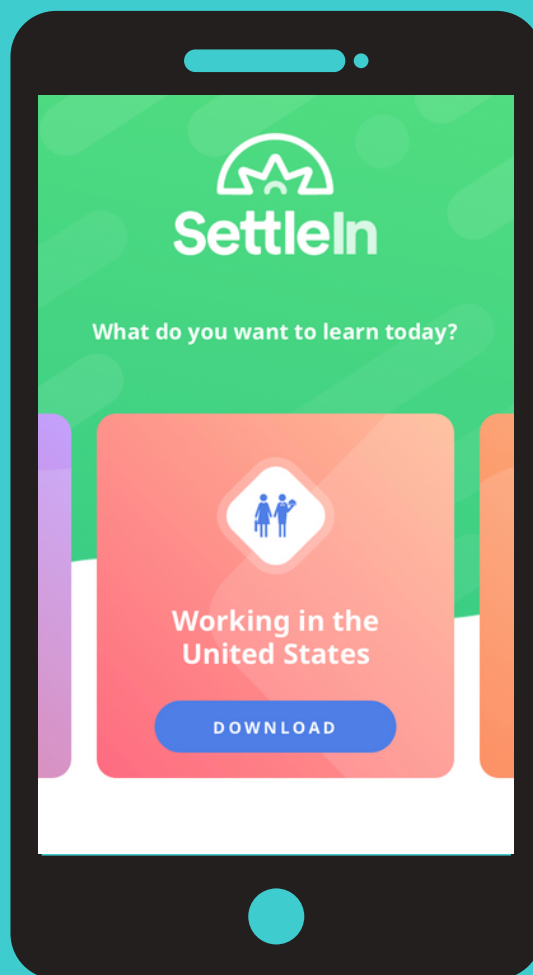 SettleIn
What do you want to learn today?
Working in the
United States
DOWNLOAD